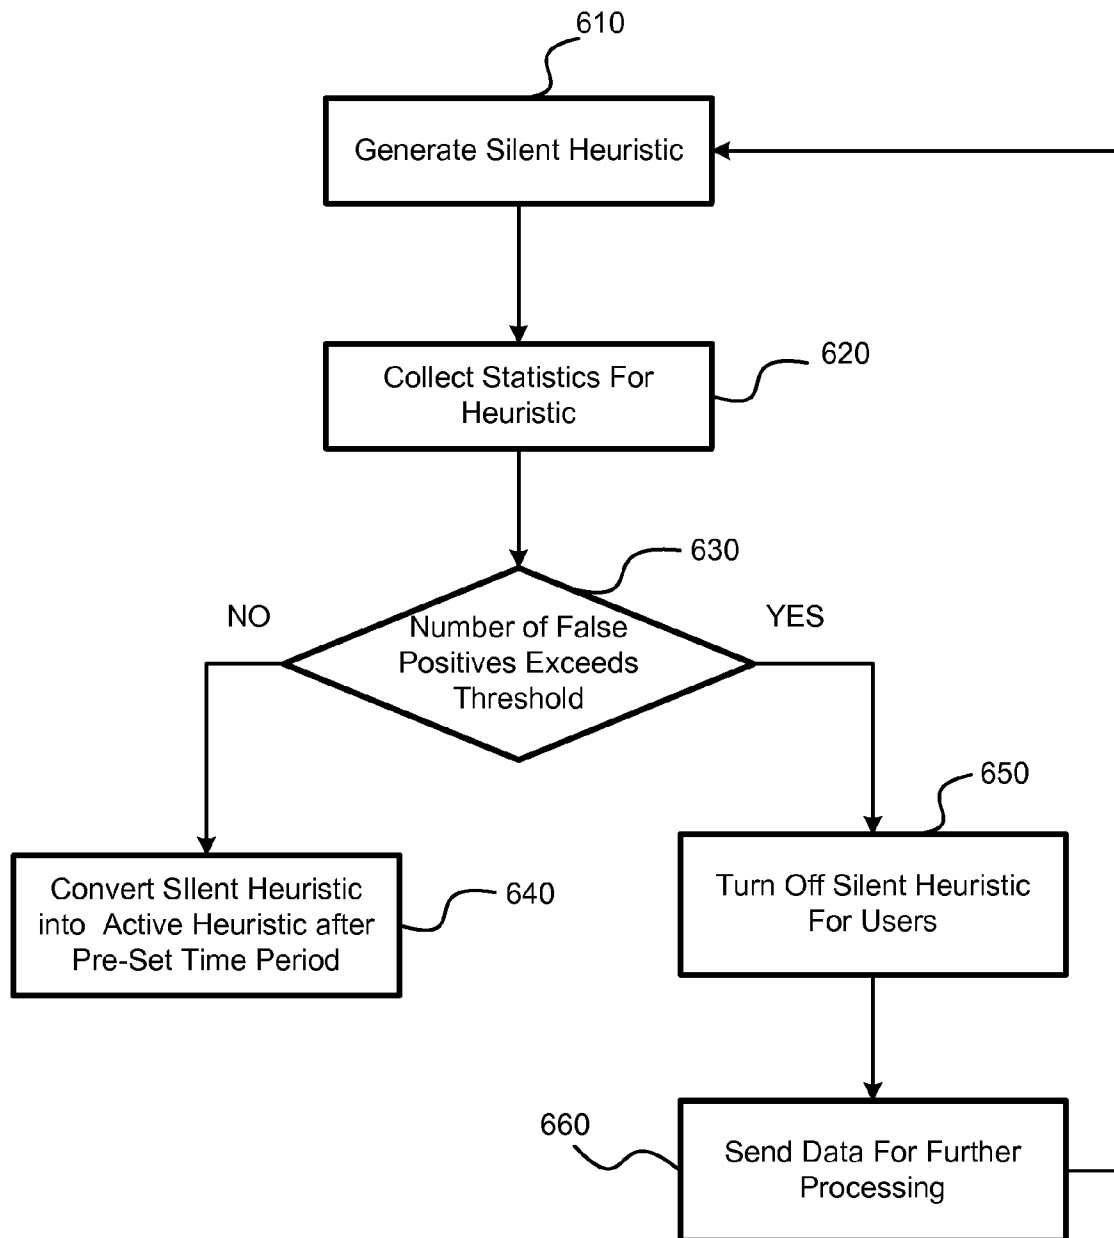 610
Generate Silent Heuristic
620
Collect Statistics For
Heuristic
630
NO
YES
Number of False
Positives Exceeds
Threshold
650
Turn Off Silent Heuristic
For Users
Convert SIlent Heuristic
into Active Heuristic after
Pre-Set Time Period
640
660
Send Data For Further
Processing